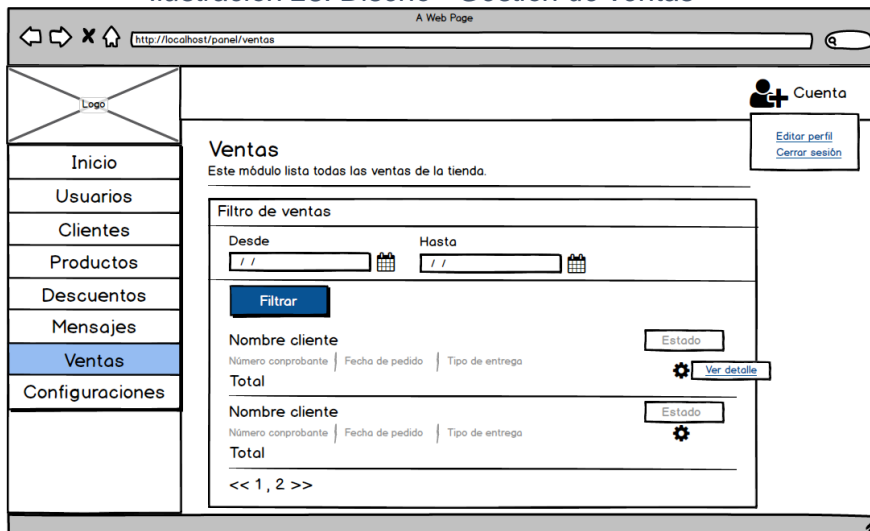 A Web Page
http://localhost/panel/ventas
Logo
Cuenta
Editar perfil
Cerrar sesión
Inicio
Usuarios
Clientes
Productos
Descuentos
Mensajes
Ventas
Configuraciones
Ventas
Este módulo lista todas las ventas de la tienda.
Filtro de ventas
Desde Hasta
/ / / /
Filtrar
Nombre cliente Estado
Número conprobante Fecha de pedido Tipo de entrega
Total Ver detalle
Nombre cliente Estado
Número conprobante Fecha de pedido Tipo de entrega
Total
<< 1 , 2 >>